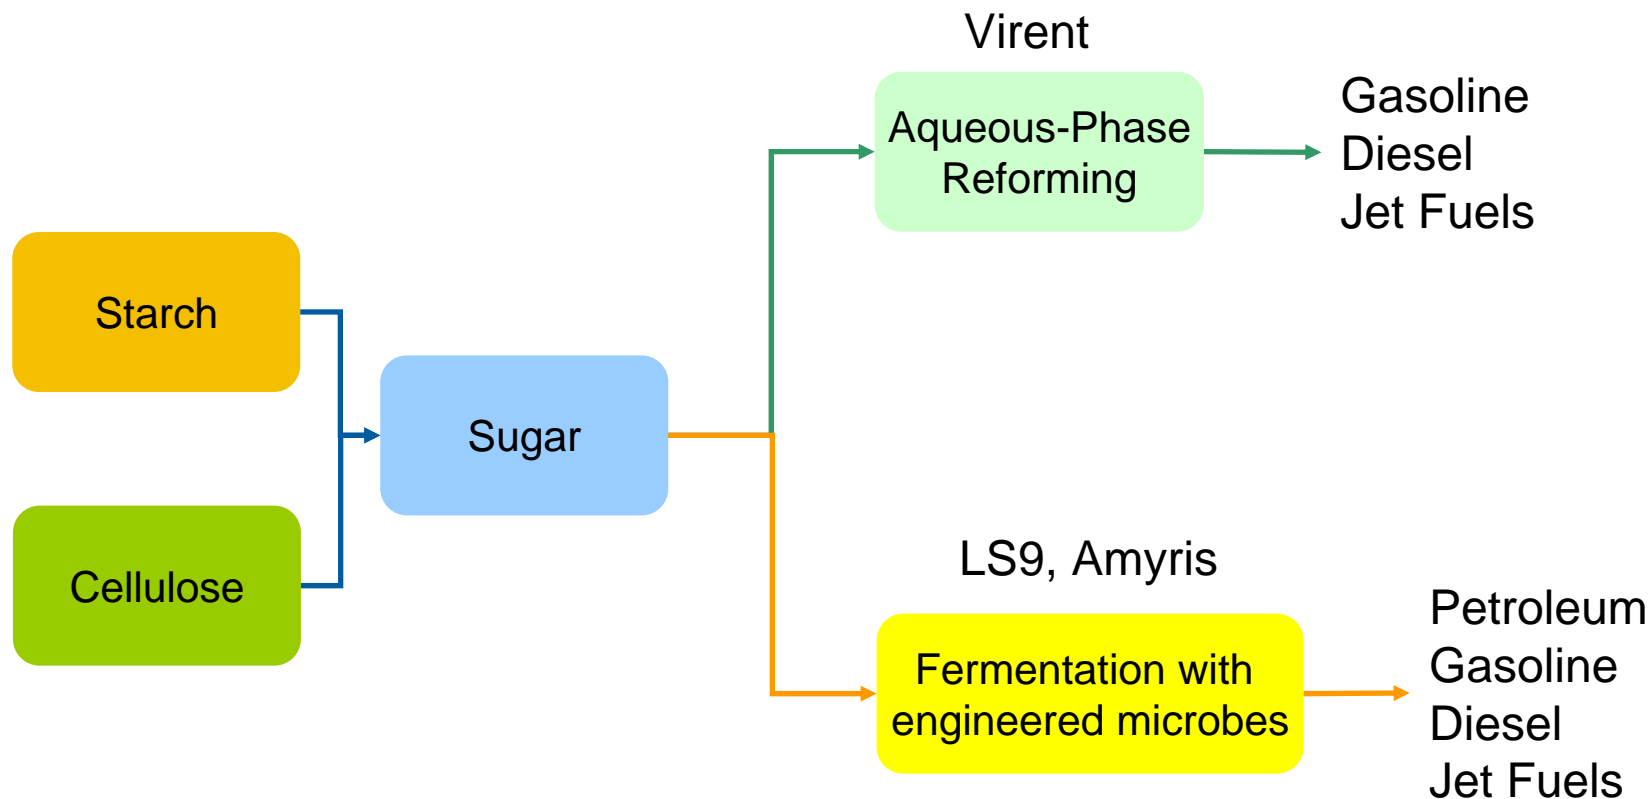 Virent
Aqueous-Phase
Reforming
Gasoline
Diesel
Jet Fuels
Starch
Sugar
Cellulose
LS9, Amyris
Fermentation with
engineered microbes
Petroleum
Gasoline
Diesel
Jet Fuels